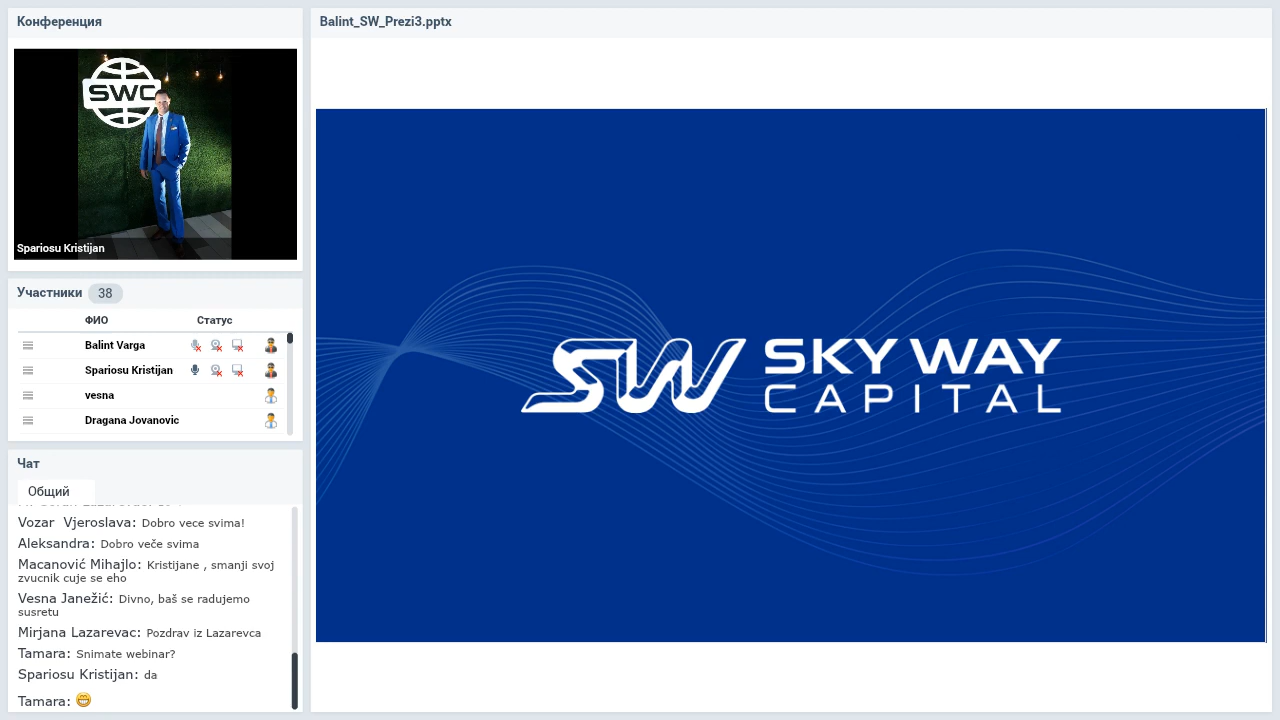 Конференция
SWC
Spariosu Kristijan
Участники 38
ФИО Статус
Balint Varga
Spariosu Kristijan
vesna
Dragana Jovanovic
Чат
Общий
Vozar Vjeroslava: Dobro vece svima!
Aleksandra: Dobro veče svima
Macanović Mihajlo: Kristijane , smanji svoj
zvucnik cuje se eho
Vesna Janežić: Divno, baš se radujemo
susretu
Mirjana Lazarevac: Pozdrav iz Lazarevca
Tamara: Snimate webinar?
Spariosu Kristijan: da
Tamara: 😁
Balint_SW_Prezi3.pptx
SW SKY WAY
CAPITAL